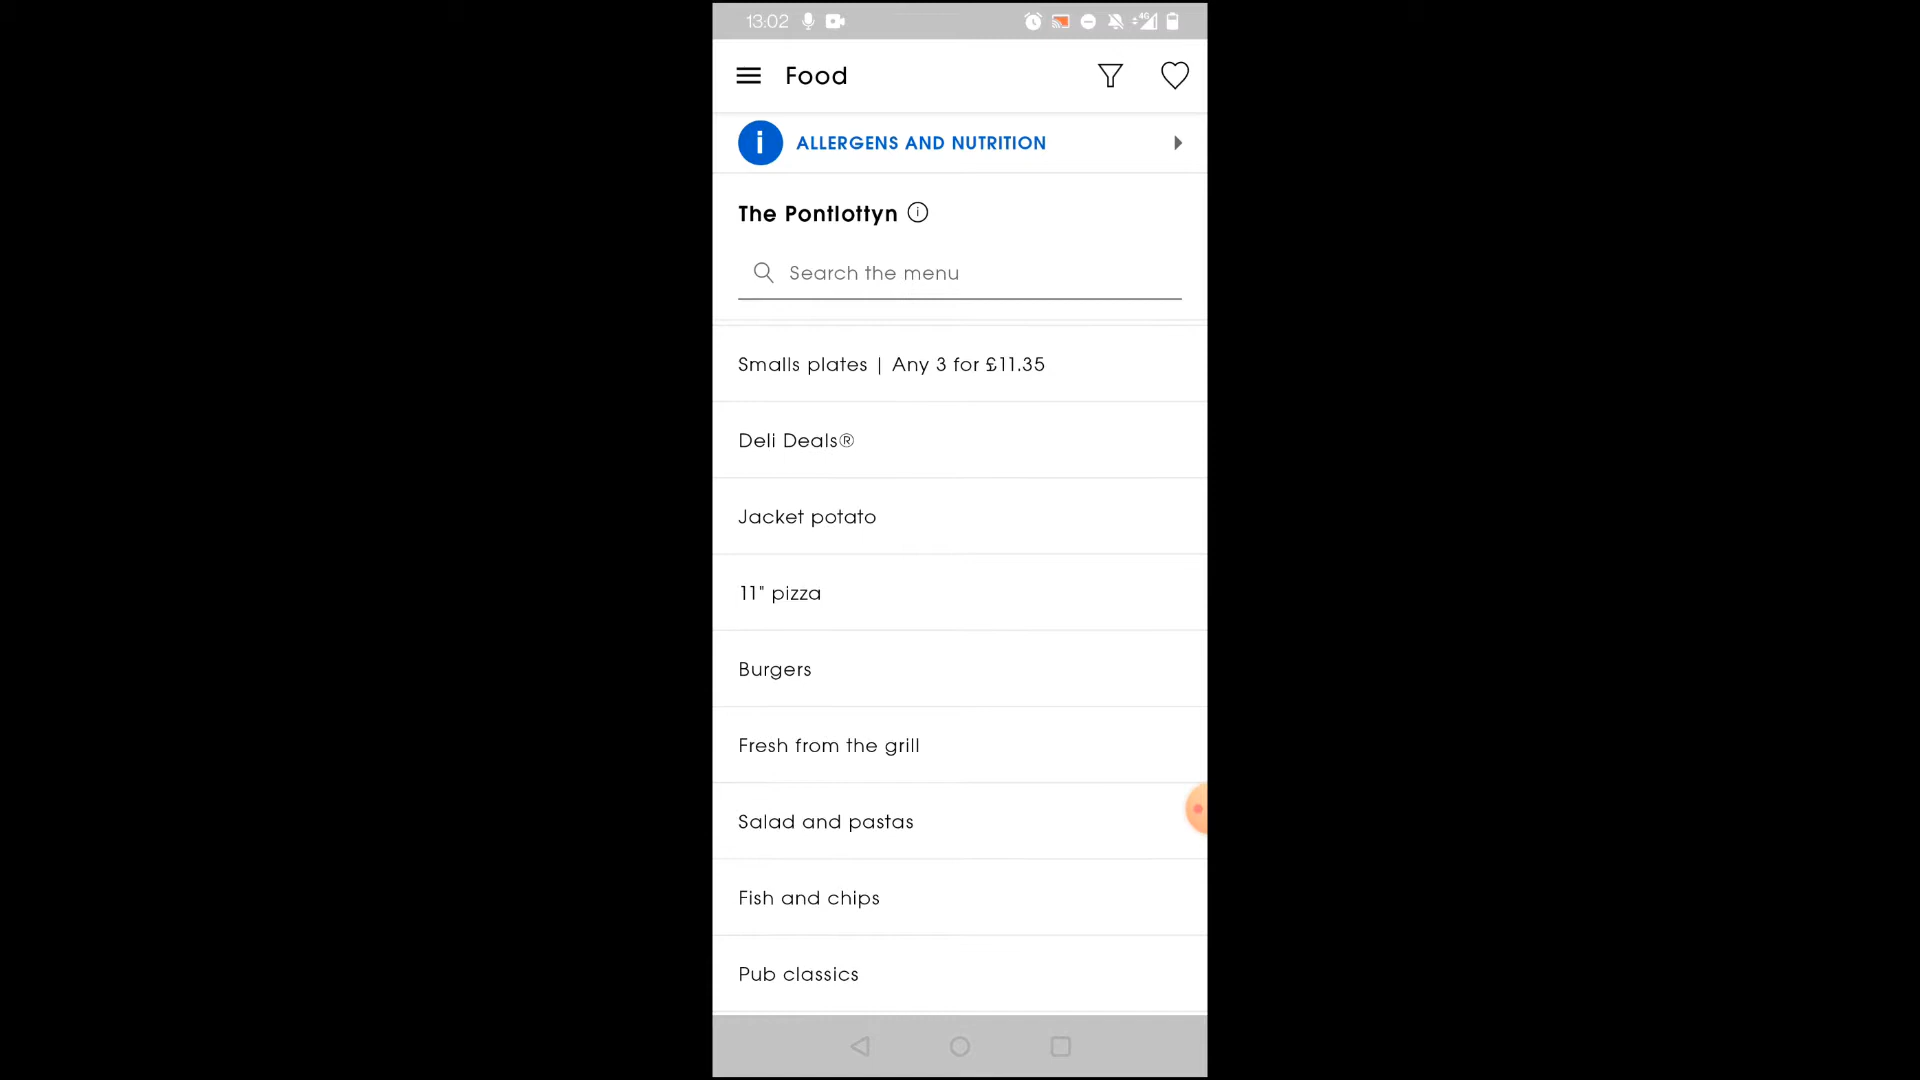 13:02
4G
Food
i ALLERGENS AND NUTRITION
The Pontlottyn i
Search the menu
Smalls plates | Any 3 for £11.35
Deli Deals®
Jacket potato
11" pizza
Burgers
Fresh from the grill
Salad and pastas
Fish and chips
Pub classics